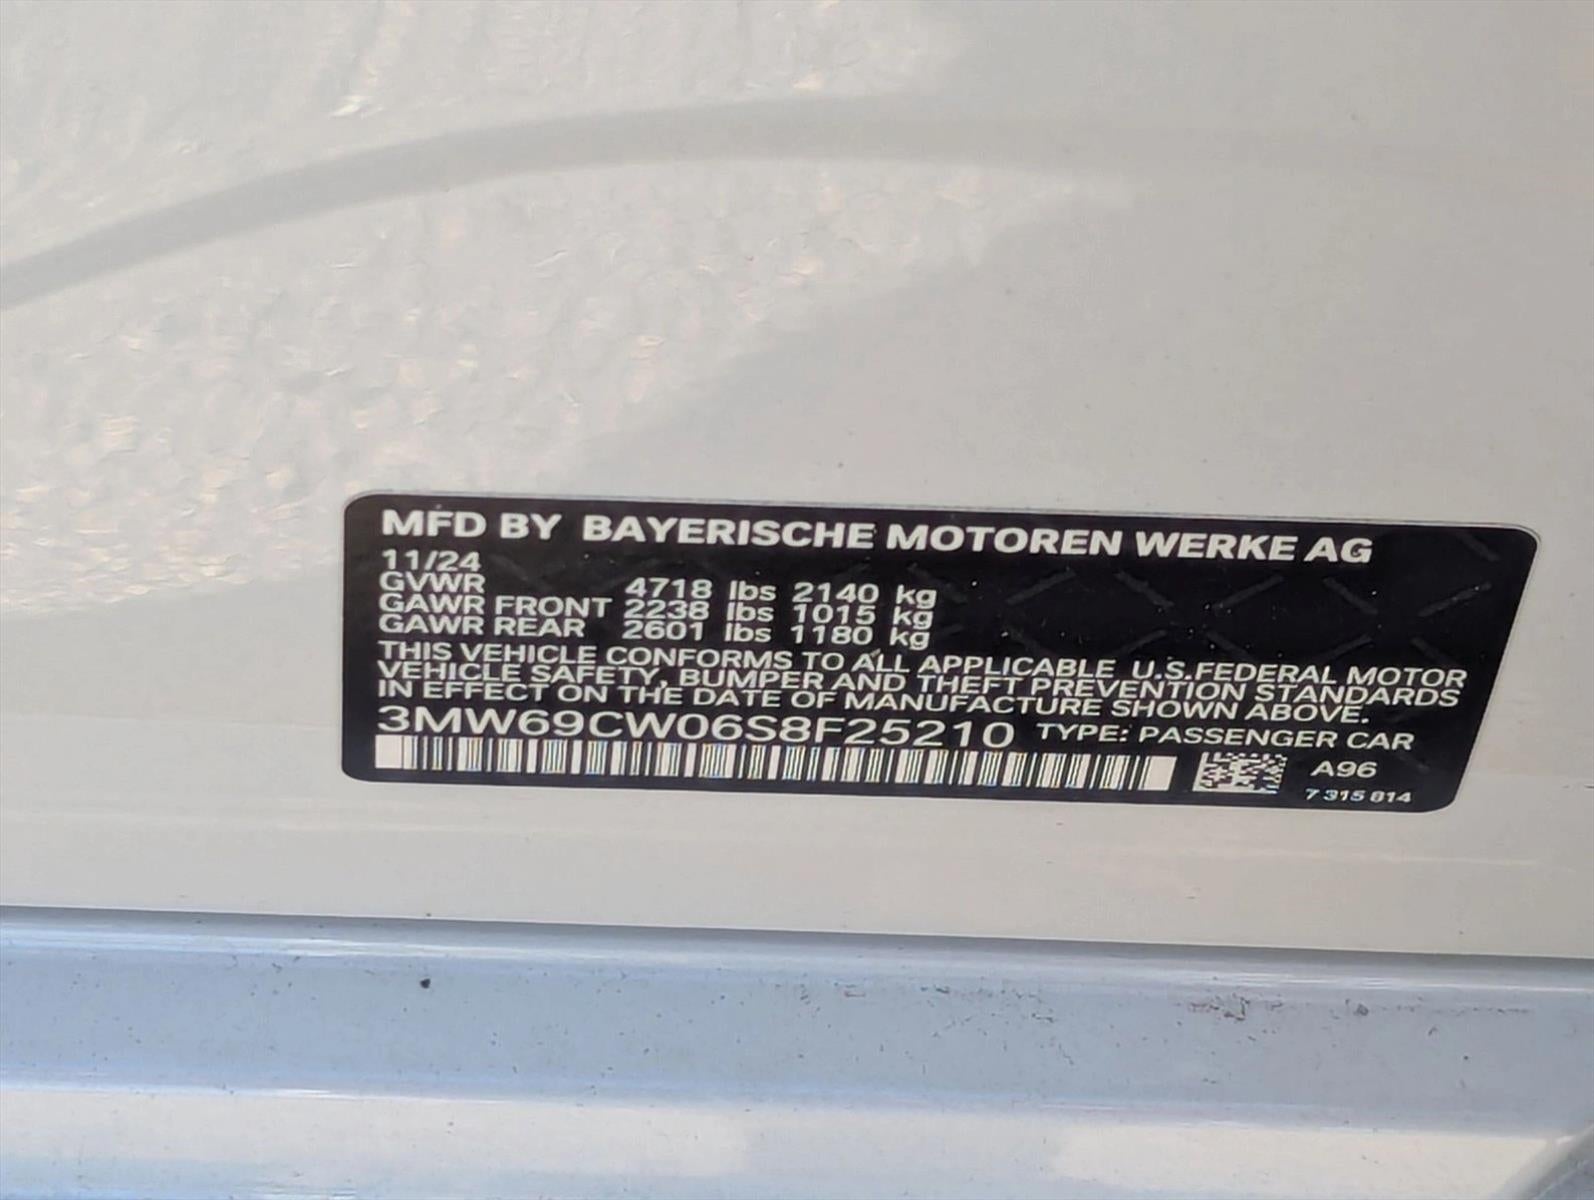 MFD BY BAYERISCHE MOTOREN WERKE AG
11/24
GVWR 4718 lbs 2140 kg
GAWR FRONT 2238 lbs 1015 kg
GAWR REAR 2601 lbs 1180 kg
THIS VEHICLE CONFORMS TO ALL APPLICABLE U.S.FEDERAL MOTOR
VEHICLE SAFETY, BUMPER AND THEFT PREVENTION STANDARDS
IN EFFECT ON THE DATE OF MANUFACTURE SHOWN ABOVE.
3MW69CW06S8F25210 TYPE: PASSENGER CAR
A96
7 315 814